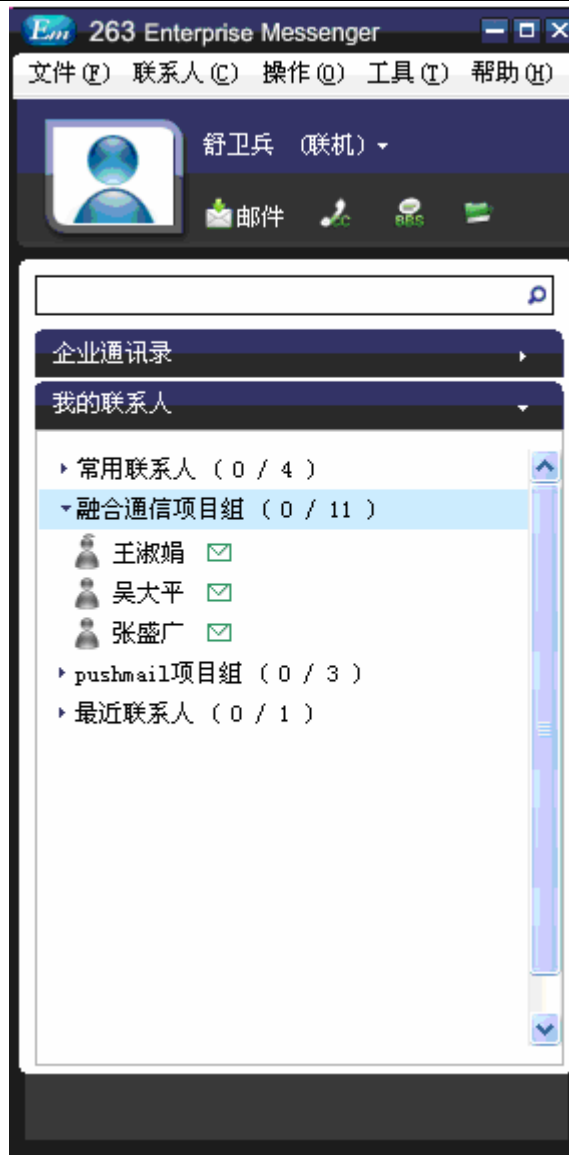 Em 263 Enterprise Messenger
文件(F) 联系人(C) 操作(O) 工具(T) 帮助(H)
舒卫兵 (联机)
邮件 CC BBS
企业通讯录
我的联系人
常用联系人 ( 0 / 4 )
融合通信项目组 ( 0 / 11 )
王淑娟
吴大平
张盛广
pushmail项目组 ( 0 / 3 )
最近联系人 ( 0 / 1 )